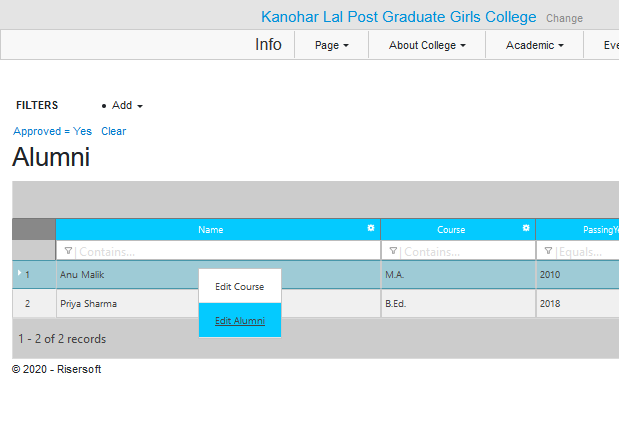 Kanohar Lal Post Graduate Girls College Change
Info Page About College Academic Eve
FILTERS • Add
Approved = Yes Clear
Alumni
Name Course PassingYe
Contains... Contains... Equals...
1 Anu Malik M.A. 2010
Edit Course
2 Priya Sharma B.Ed. 2018
Edit Alumni
1 - 2 of 2 records
© 2020 - Risersoft